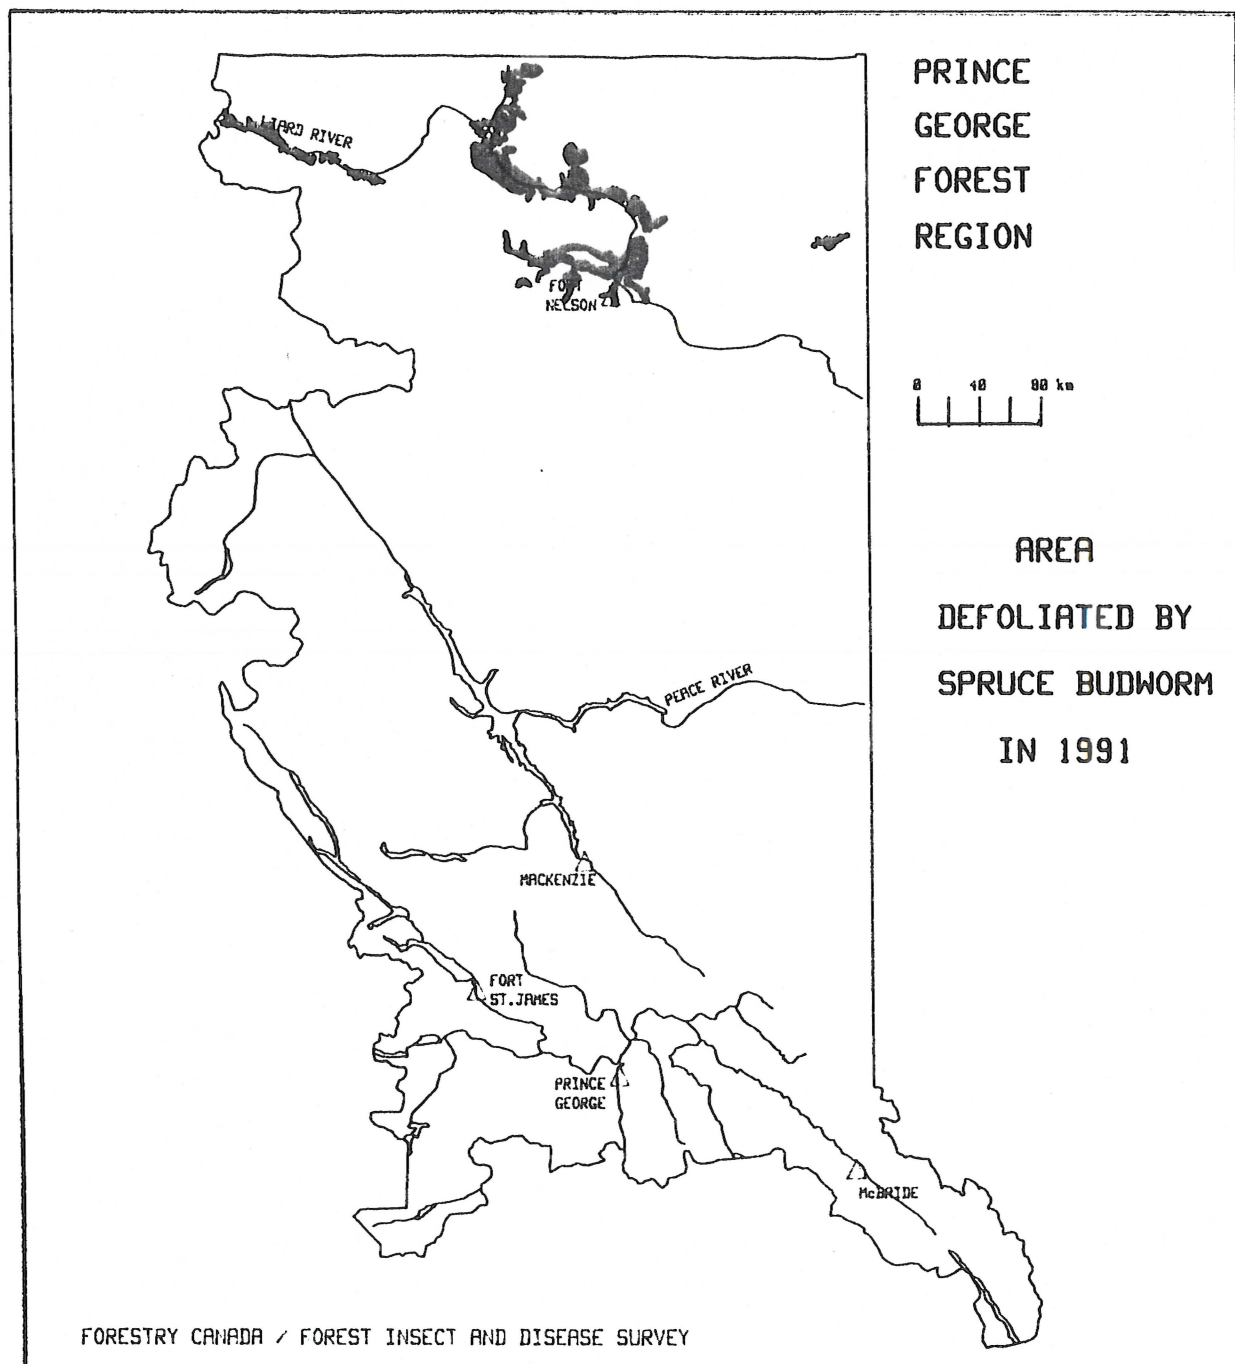 PRINCE
GEORGE
FOREST
REGION
LIARD RIVER
FORT
NELSON
0 40 80 km
AREA
DEFOLIATED BY
SPRUCE BUDWORM
IN 1991
PEACE RIVER
MACKENZIE
FORT
ST.JAMES
PRINCE
GEORGE
McBRIDE
FORESTRY CANADA / FOREST INSECT AND DISEASE SURVEY